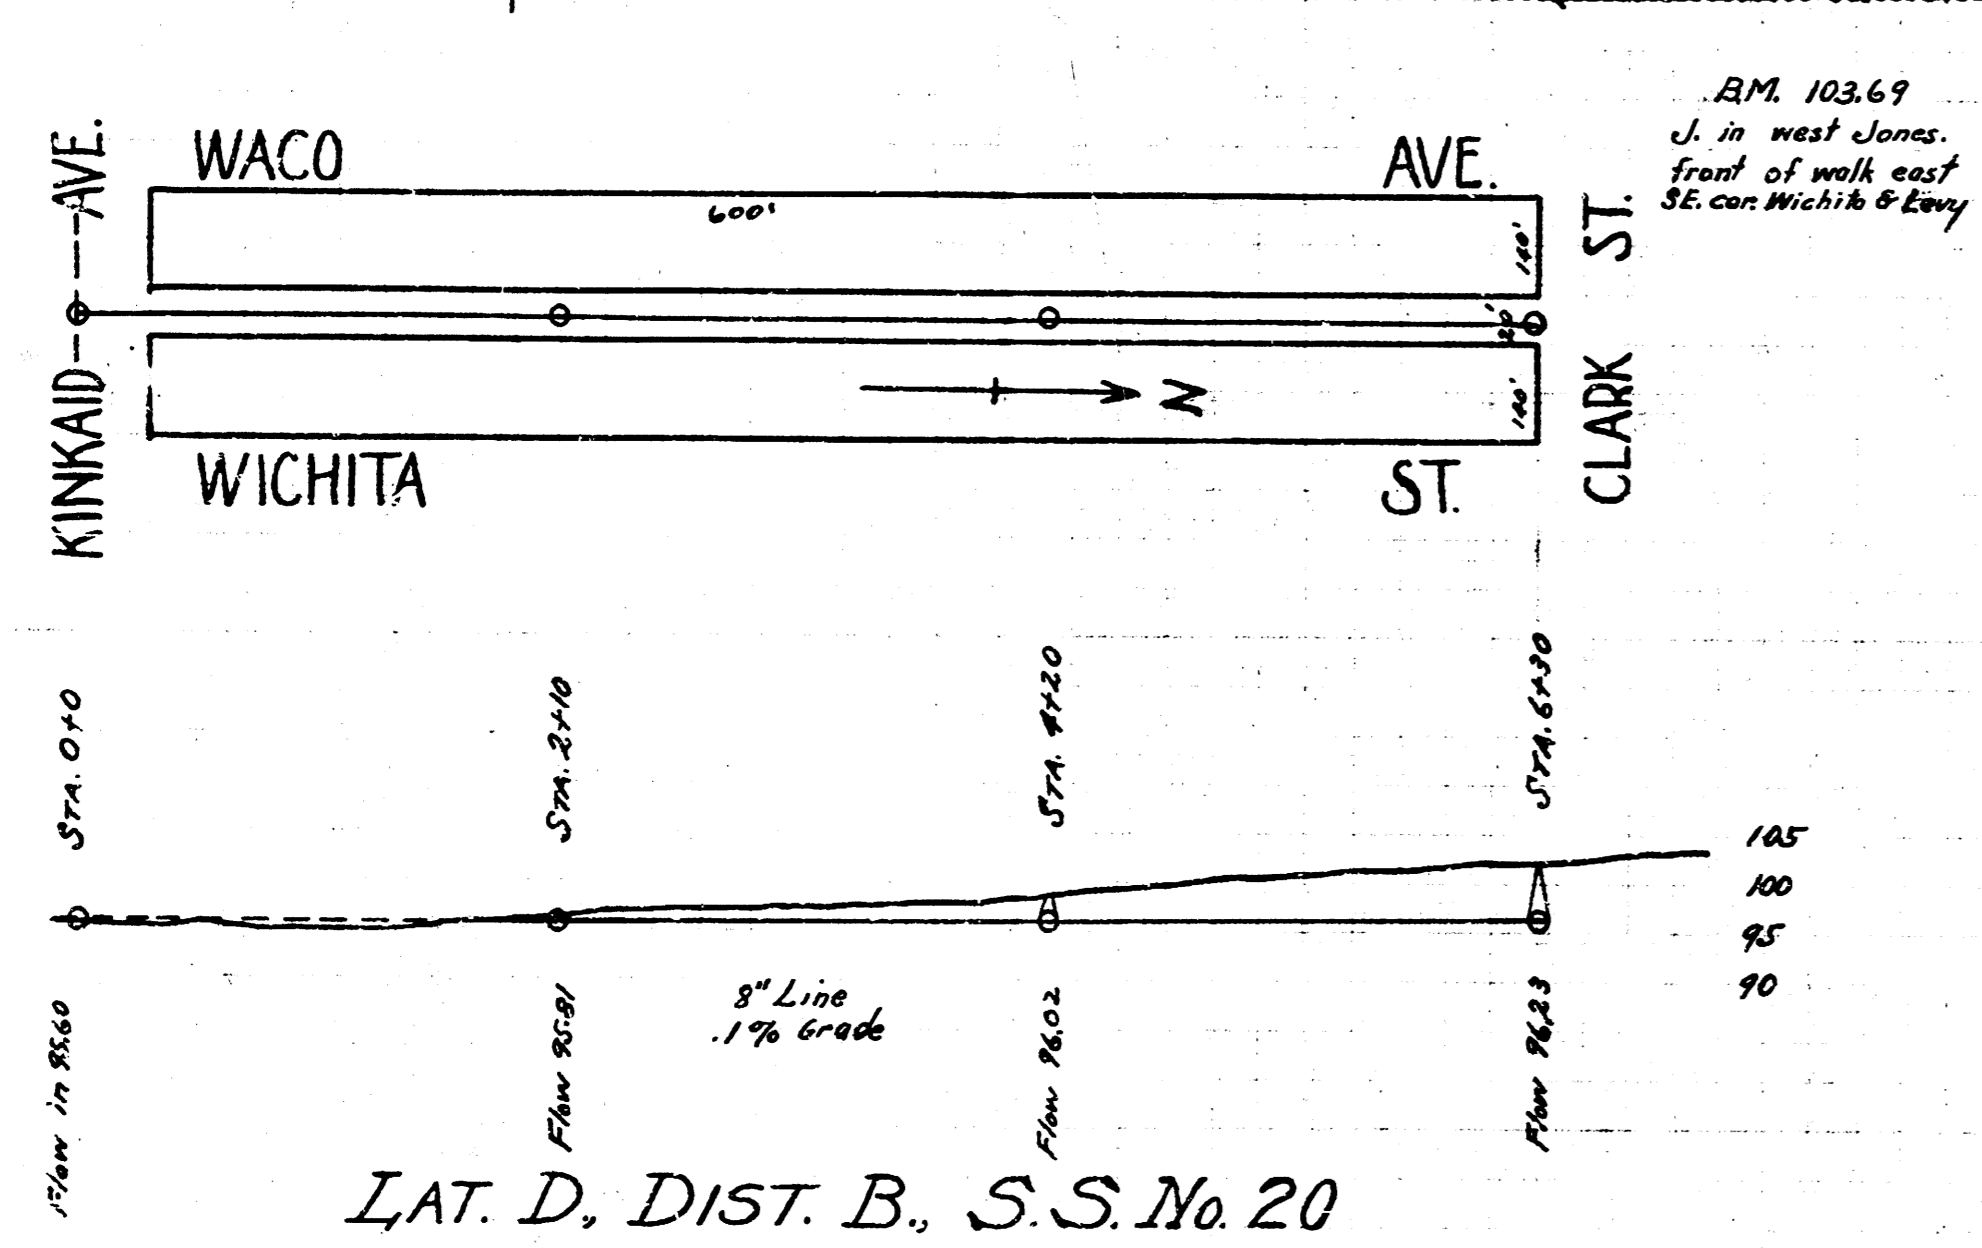 B.M. 103.69
J. in west Jones.
front of walk east
SE. cor. Wichita & Levy
WACO AVE.
600'
140'
20'
140'
KINKAID AVE.
CLARK ST.
N
WICHITA ST.
STA. 0+0
STA. 2+10
STA. 4+20
STA. 6+30
105
100
95
90
8" Line
.1% Grade
Flow in 95.60
Flow 95.81
Flow 96.02
Flow 96.23
LAT. D., DIST. B., S.S. No. 20